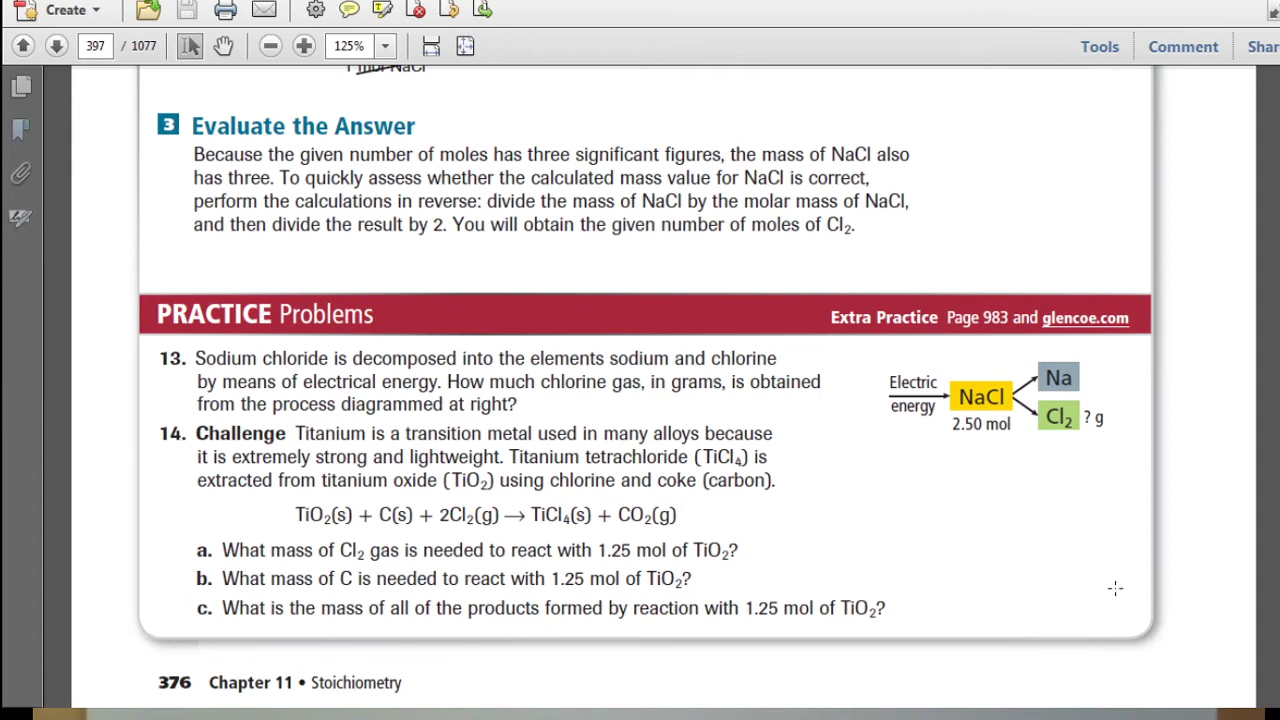 Create
397 / 1077
125%
Tools
Comment
Shar
1 mol NaCl
3 Evaluate the Answer
Because the given number of moles has three significant figures, the mass of NaCl also
has three. To quickly assess whether the calculated mass value for NaCl is correct,
perform the calculations in reverse: divide the mass of NaCl by the molar mass of NaCl,
and then divide the result by 2. You will obtain the given number of moles of Cl₂.
PRACTICE Problems
Extra Practice Page 983 and glencoe.com
13. Sodium chloride is decomposed into the elements sodium and chlorine
by means of electrical energy. How much chlorine gas, in grams, is obtained
from the process diagrammed at right?
Electric
energy
NaCl
2.50 mol
Na
Cl₂ ? g
14. Challenge Titanium is a transition metal used in many alloys because
it is extremely strong and lightweight. Titanium tetrachloride (TiCl₄) is
extracted from titanium oxide (TiO₂) using chlorine and coke (carbon).
TiO₂(s) + C(s) + 2Cl₂(g) → TiCl₄(s) + CO₂(g)
a. What mass of Cl₂ gas is needed to react with 1.25 mol of TiO₂?
b. What mass of C is needed to react with 1.25 mol of TiO₂?
c. What is the mass of all of the products formed by reaction with 1.25 mol of TiO₂?
376 Chapter 11 • Stoichiometry